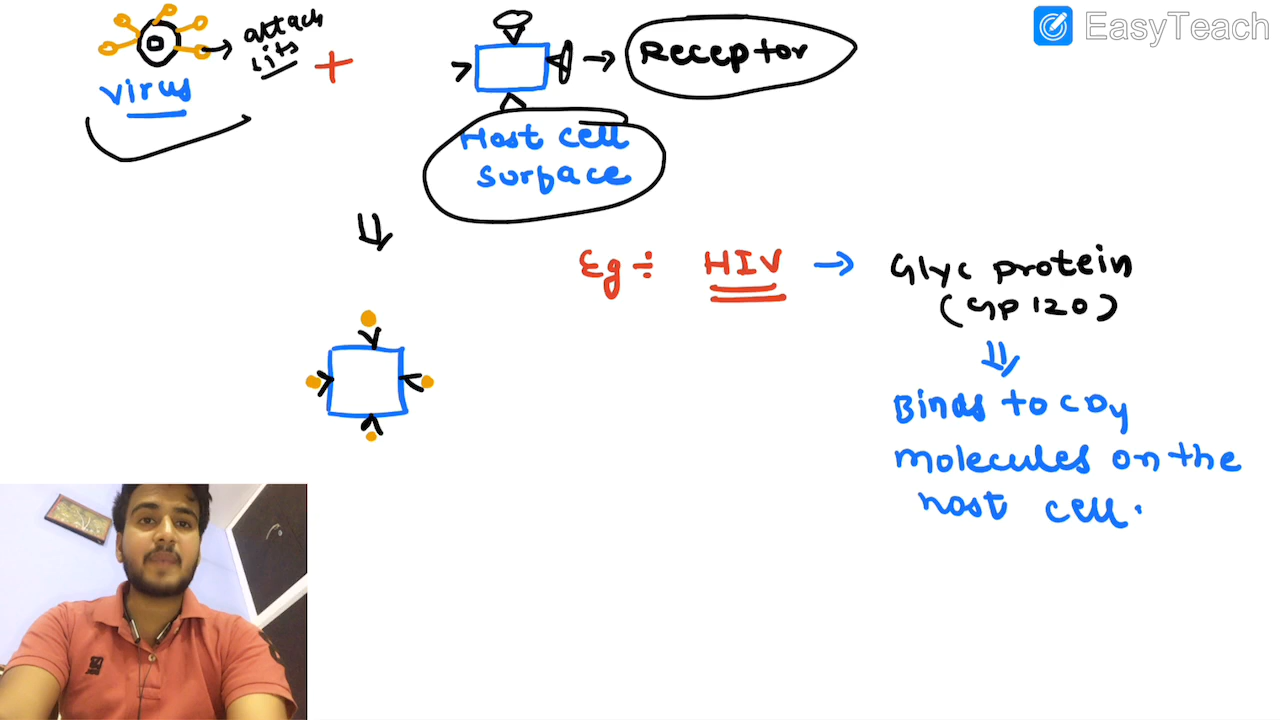 EasyTeach
attach
sits
virus
+
Receptor
Host cell
surface
Eg ÷ HIV → Glyc protein
(GP 120)
Binds to CD4
molecules on the
host cell.